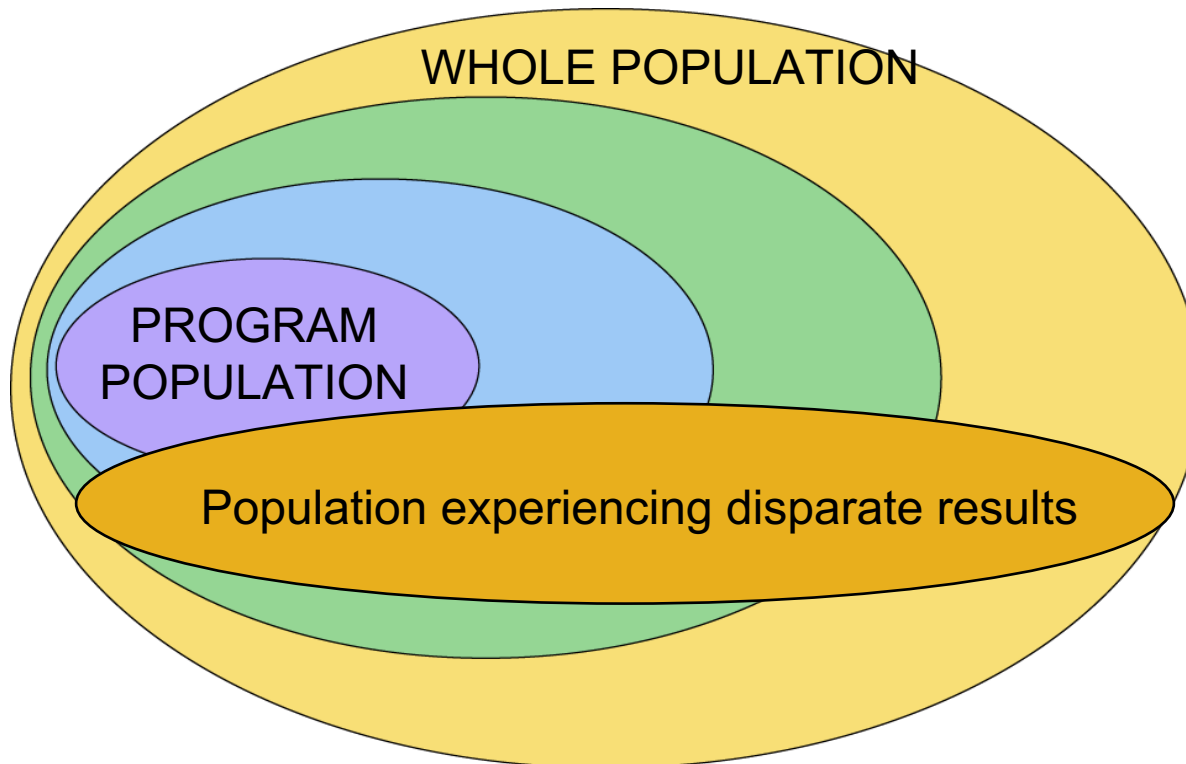 WHOLE POPULATION
PROGRAM
POPULATION
Population experiencing disparate results